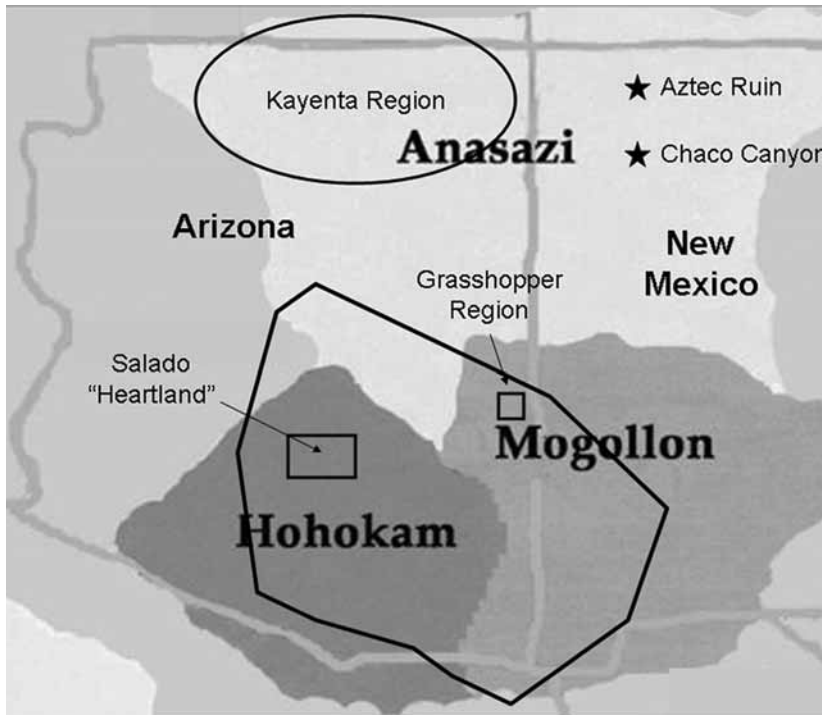 Kayenta Region
Aztec Ruin
Anasazi
Chaco Canyon
Arizona
New
Mexico
Grasshopper
Region
Salado
“Heartland”
Mogollon
Hohokam